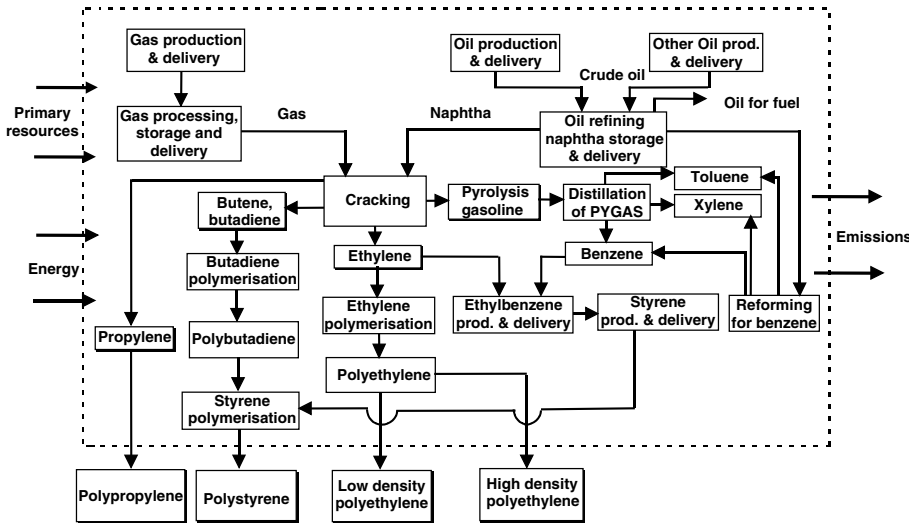 Gas production
& delivery
Oil production
& delivery
Other Oil prod.
& delivery
Crude oil
Oil for fuel
Primary
resources
Gas processing,
storage and
delivery
Gas
Naphtha
Oil refining
naphtha storage
& delivery
Toluene
Butene,
butadiene
Cracking
Pyrolysis
gasoline
Distillation
of PYGAS
Xylene
Emissions
Energy
Butadiene
polymerisation
Ethylene
Benzene
Ethylene
polymerisation
Ethylbenzene
prod. & delivery
Styrene
prod. & delivery
Reforming
for benzene
Propylene
Polybutadiene
Polyethylene
Styrene
polymerisation
Polypropylene
Polystyrene
Low density
polyethylene
High density
polyethylene